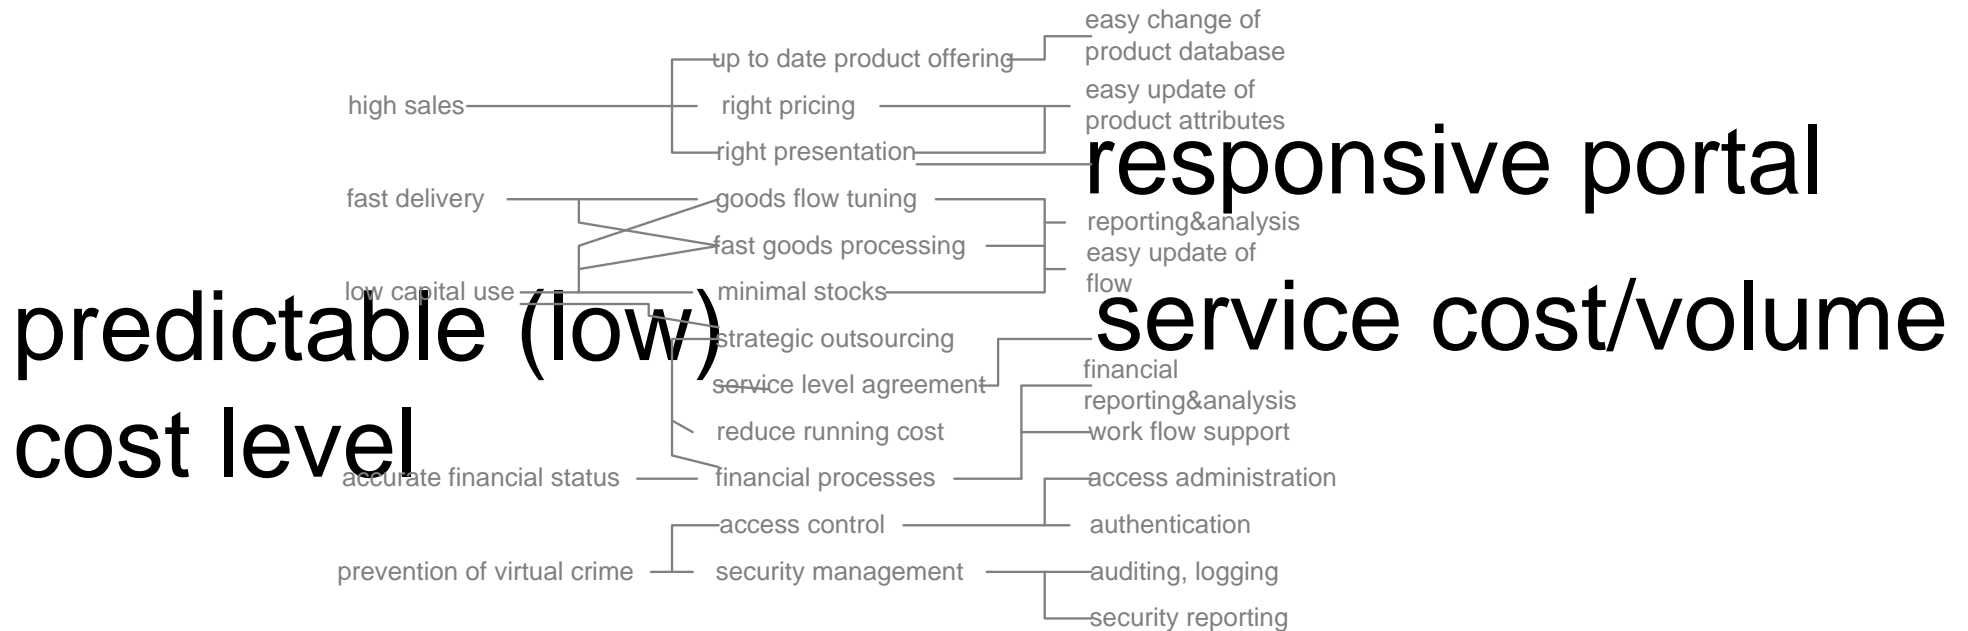 easy change of
product database
up to date product offering
easy update of
product attributes
high sales
right pricing
right presentation
responsive portal
fast delivery
goods flow tuning
reporting&analysis
fast goods processing
easy update of
flow
low capital use
minimal stocks
predictable (low)
cost level
strategic outsourcing
service cost/volume
service level agreement
financial
reporting&analysis
reduce running cost
work flow support
accurate financial status
financial processes
access administration
access control
authentication
prevention of virtual crime
security management
auditing, logging
security reporting